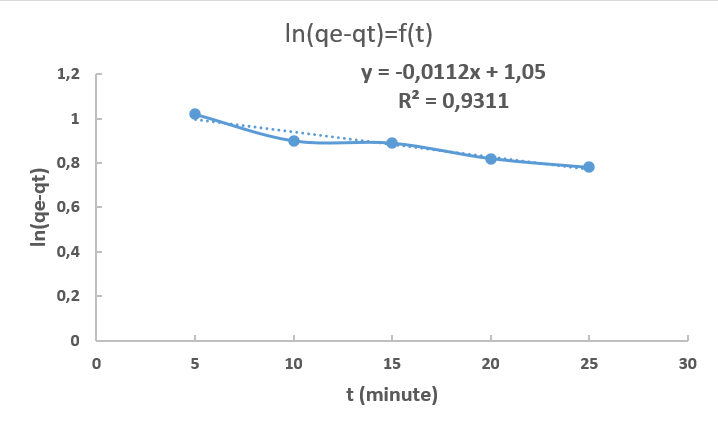 ln(qe-qt)=f(t)
y = -0,0112x + 1,05
R² = 0,9311
1,2
1
0,8
0,6
0,4
0,2
0
ln(qe-qt)
0 5 10 15 20 25 30
t (minute)